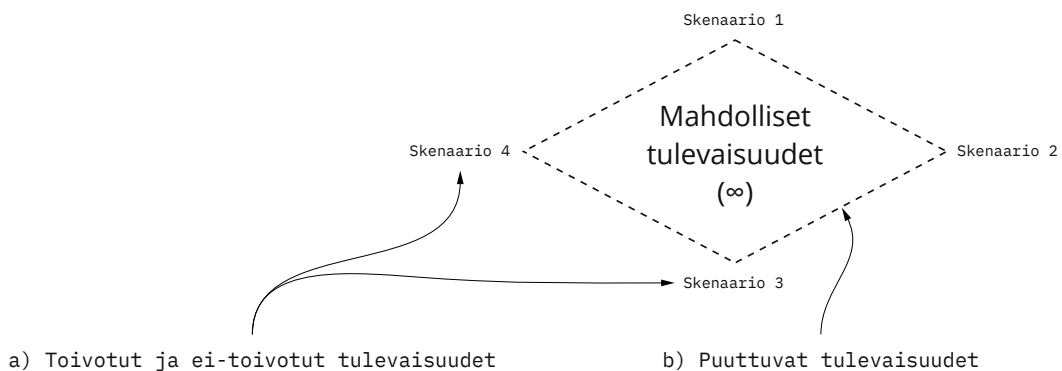 Skenaario 1
Mahdolliset
tulevaisuudet
(∞)
Skenaario 4
Skenaario 2
Skenaario 3
a) Toivotut ja ei-toivotut tulevaisuudet
b) Puuttuvat tulevaisuudet